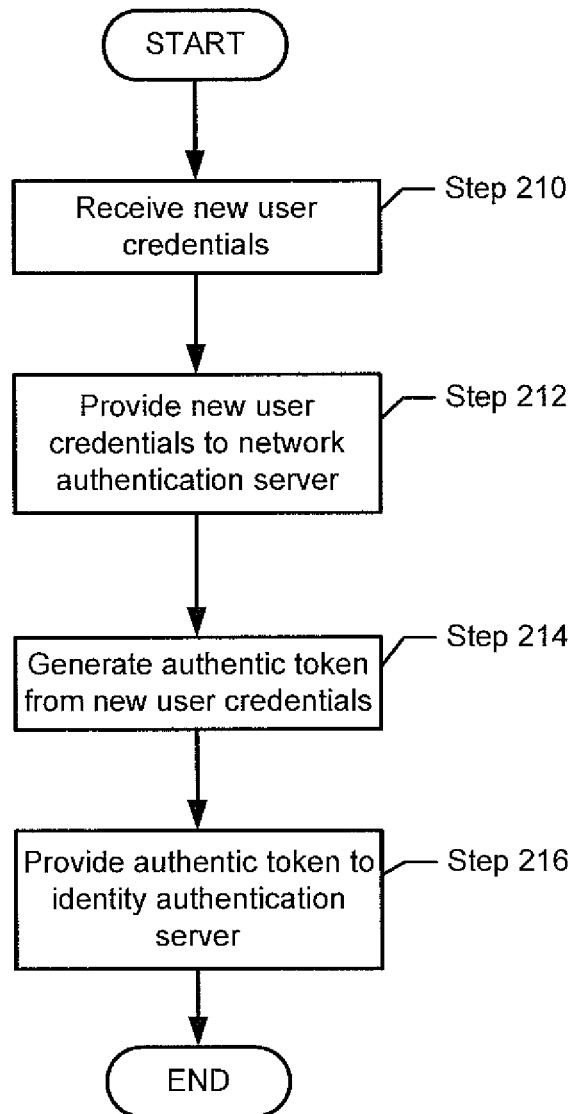 START
Receive new user
credentials
Step 210
Provide new user
credentials to network
authentication server
Step 212
Generate authentic token
from new user credentials
Step 214
Provide authentic token to
identity authentication
server
Step 216
END